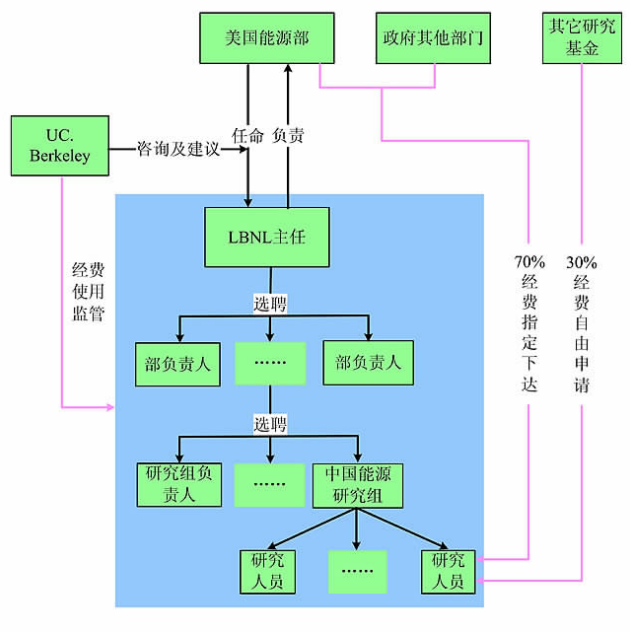 美国能源部
政府其他部门
其它研究
基金
UC.
Berkeley
咨询及建议
任命
负责
LBNL主任
经费
使用
监管
70%
经
费
指
定
下
达
30%
经
费
自
由
申
请
选聘
部负责人
……
部负责人
选聘
研究组负
责人
……
中国能源
研究组
研究
人员
……
研究
人员